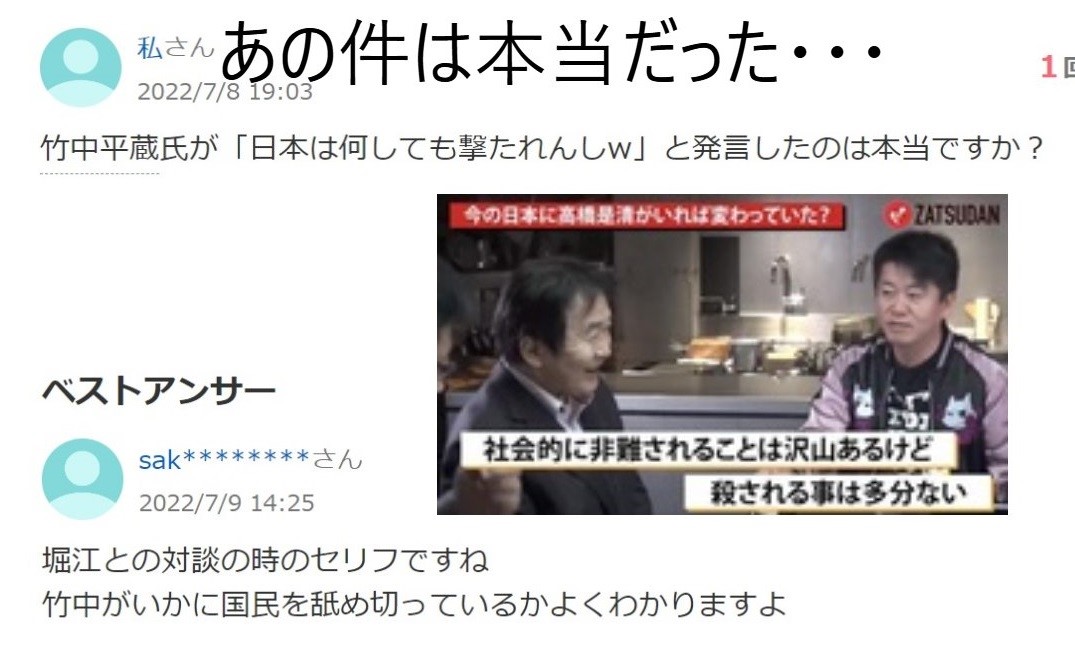 私さん
あの件は本当だった・・・
2022/7/8 19:03
1回
竹中平蔵氏が「日本は何しても撃たれんしw」と発言したのは本当ですか？
今の日本に高橋是清がいれば変わっていた？
ZATSUDAN
社会的に非難されることは沢山あるけど
殺される事は多分ない
ベストアンサー
sak********さん
2022/7/9 14:25
堀江との対談の時のセリフですね
竹中がいかに国民を舐め切っているかよくわかりますよ